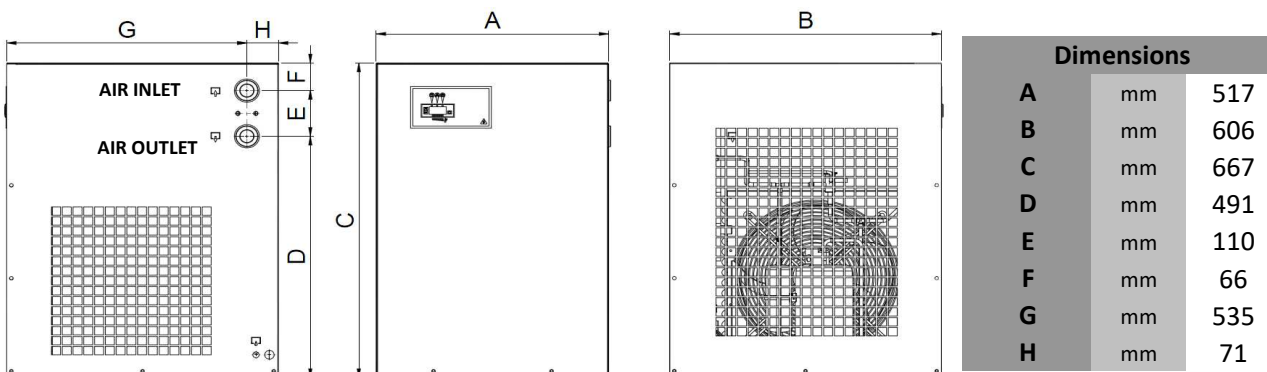 G H A B
F
AIR INLET
E
AIR OUTLET
C
D
Dimensions
A mm 517
B mm 606
C mm 667
D mm 491
E mm 110
F mm 66
G mm 535
H mm 71